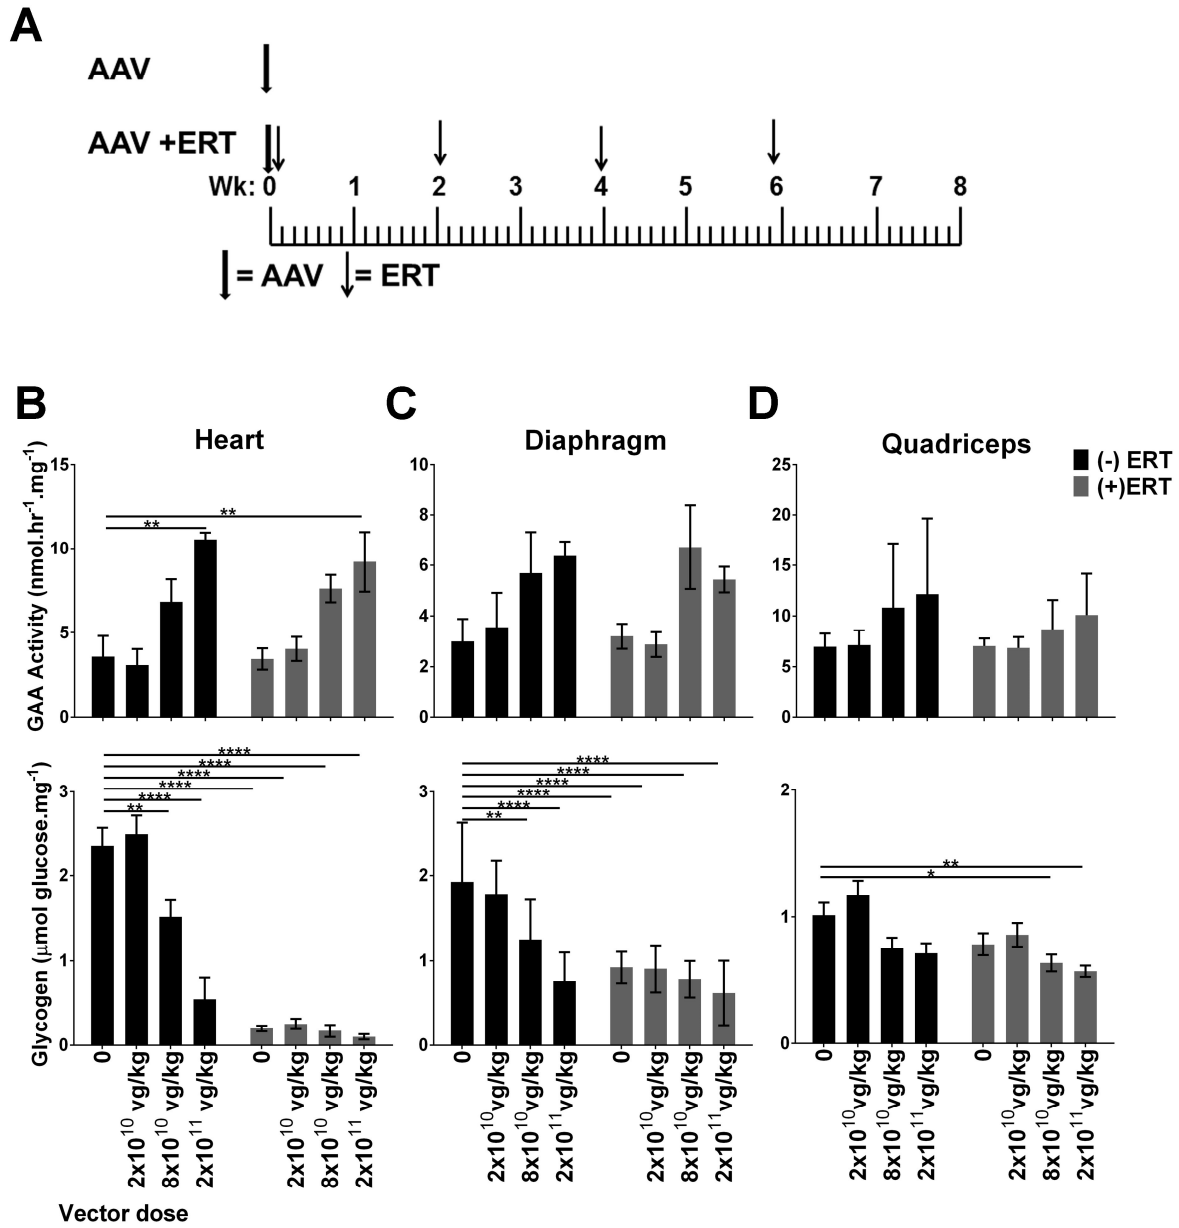 A
AAV
AAV +ERT
Wk: 0 1 2 3 4 5 6 7 8
= AAV = ERT
B C D
Heart Diaphragm Quadriceps
(-) ERT
(+)ERT
GAA Activity (nmol.hr⁻¹.mg⁻¹)
15
10
5
0
** **
10
8
6
4
2
0
25
20
15
10
5
0
Glycogen (µmol glucose.mg⁻¹)
3
2
1
0
****
****
****
****
****
**
3
2
1
0
****
****
****
****
****
**
2
1
0
**
*
0 2x10¹⁰ vg/kg 8x10¹⁰ vg/kg 2x10¹¹ vg/kg 0 2x10¹⁰ vg/kg 8x10¹⁰ vg/kg 2x10¹¹ vg/kg
0 2x10¹⁰vg/kg 8x10¹⁰vg/kg 2x10¹¹vg/kg 0 2x10¹⁰vg/kg 8x10¹⁰vg/kg 2x10¹¹vg/kg
0 2x10¹⁰vg/kg 8x10¹⁰vg/kg 2x10¹¹vg/kg 0 2x10¹⁰vg/kg 8x10¹⁰vg/kg 2x10¹¹vg/kg
Vector dose